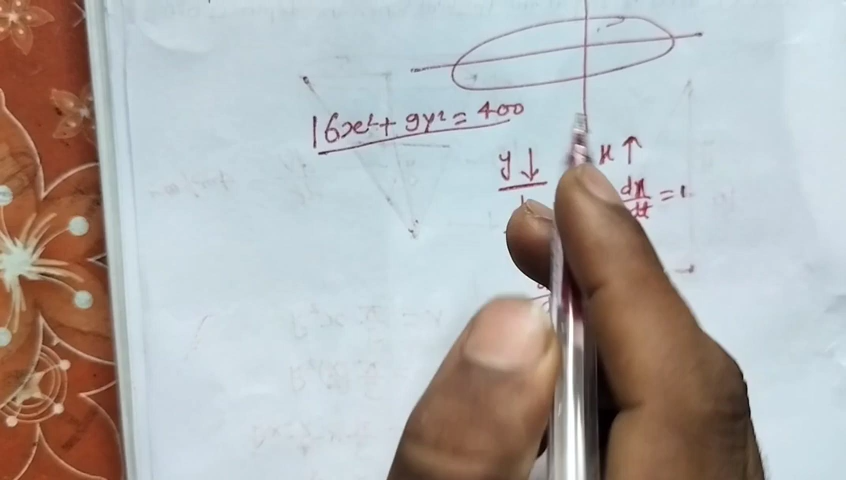 16x²+9y²=400
y↓ x↑
dx/dt = 1